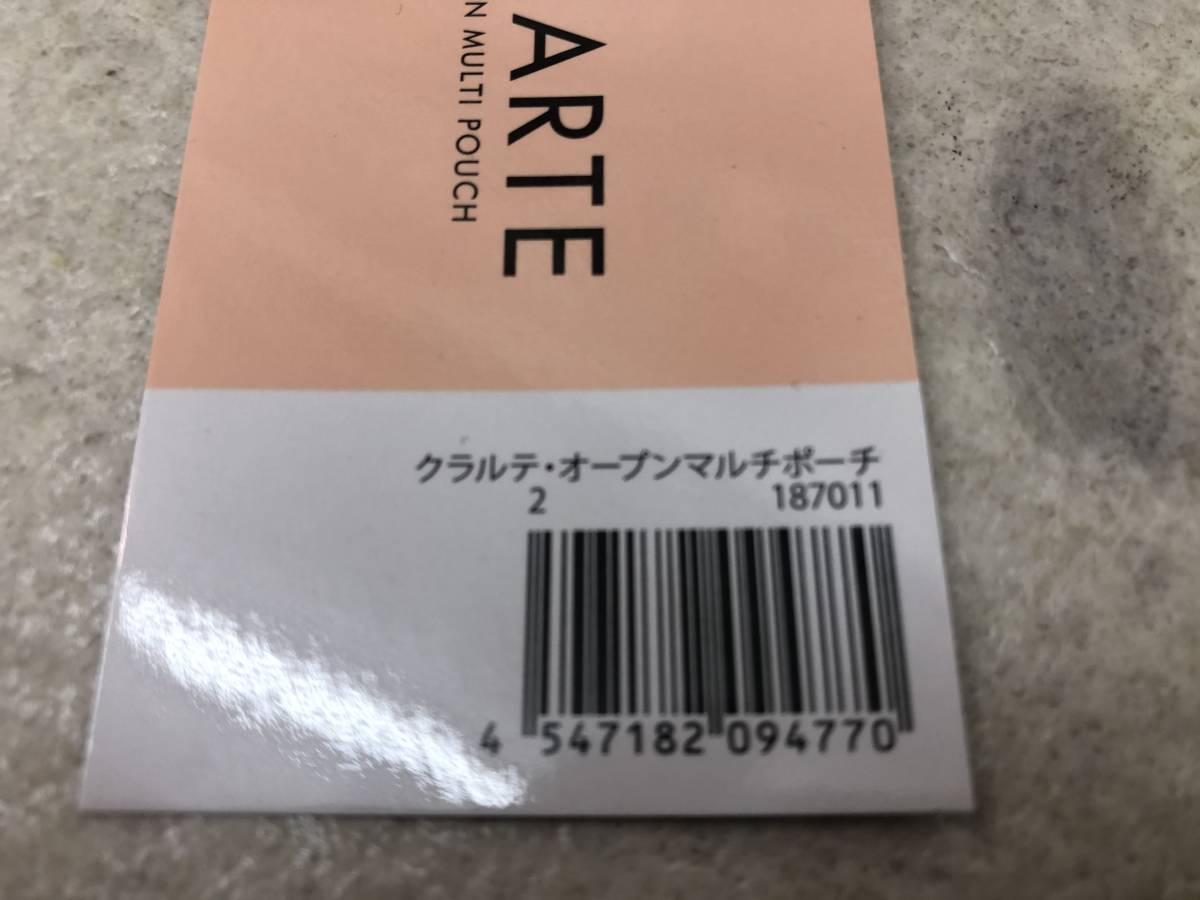 ARTE
N MULTI POUCH
クラルテ・オープンマルチポーチ
2 187011
4 547182 094770